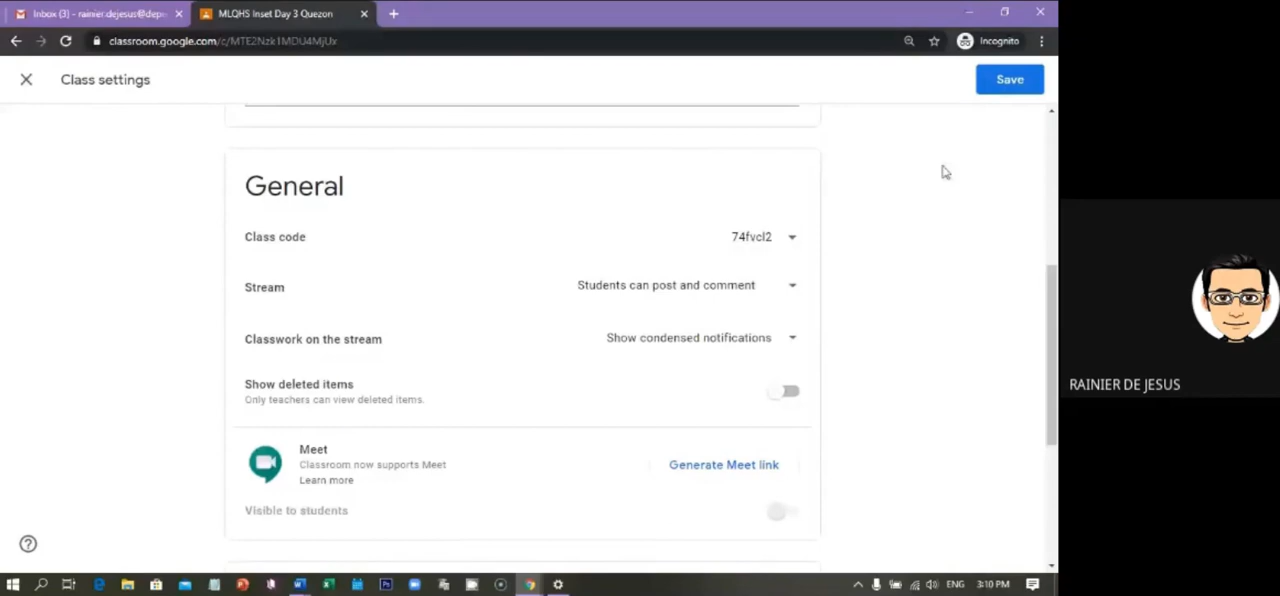 Inbox (3) - rainier.dejesus@depe
MLQHS Inset Day 3 Quezon
classroom.google.com/c/MTE2Nzk1MDU4MjUx
Incognito
Class settings
Save
General
Class code
74fvcl2
Stream
Students can post and comment
Classwork on the stream
Show condensed notifications
Show deleted items
Only teachers can view deleted items.
Meet
Classroom now supports Meet
Generate Meet link
Learn more
Visible to students
RAINIER DE JESUS
ENG
3:10 PM